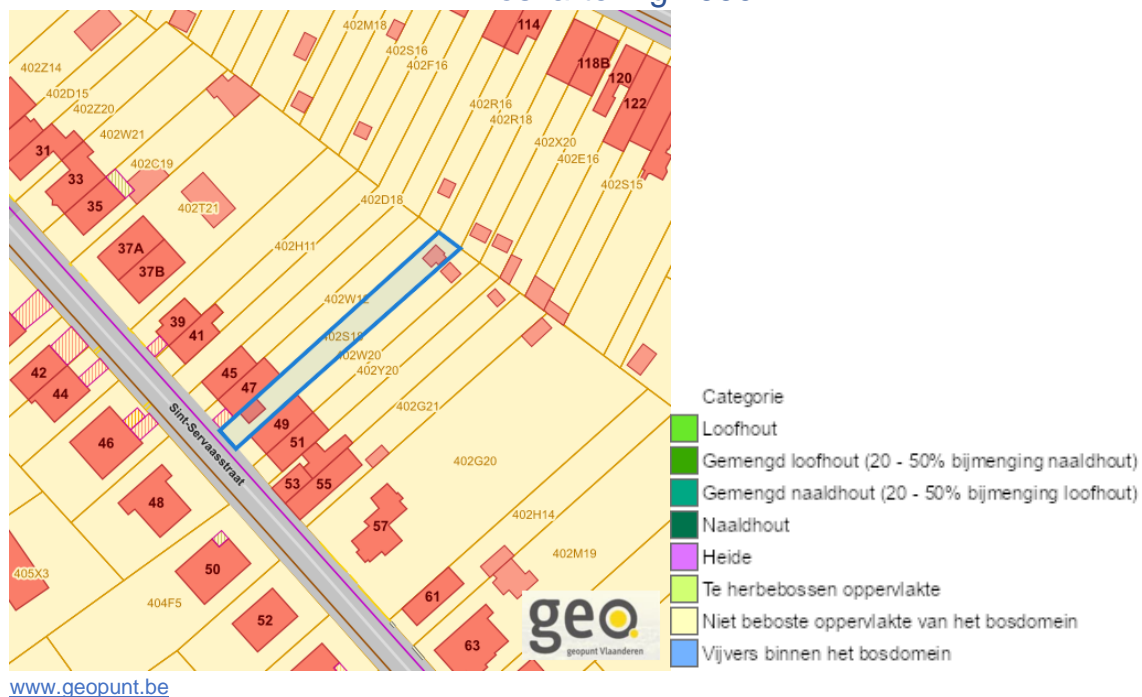 114
402M18
402S16
402F16
118B
120
122
402Z14
402D15
402Z20
402W21
402R16
402R18
402X20
402E16
402S15
31
33
35
402C19
402T21
402D18
37A
37B
402H11
402W12
39
41
402S19
402W20
402Y20
45
47
42
44
Sint-Servaasstraat
49
51
402G21
46
53
55
402G20
48
57
402H14
402M19
50
405X3
404F5
61
52
63
geo.
geopunt Vlaanderen
Categorie
Loofhout
Gemengd loofhout (20 - 50% bijmenging naaldhout)
Gemengd naaldhout (20 - 50% bijmenging loofhout)
Naaldhout
Heide
Te herbebossen oppervlakte
Niet beboste oppervlakte van het bosdomein
Vijvers binnen het bosdomein
www.geopunt.be